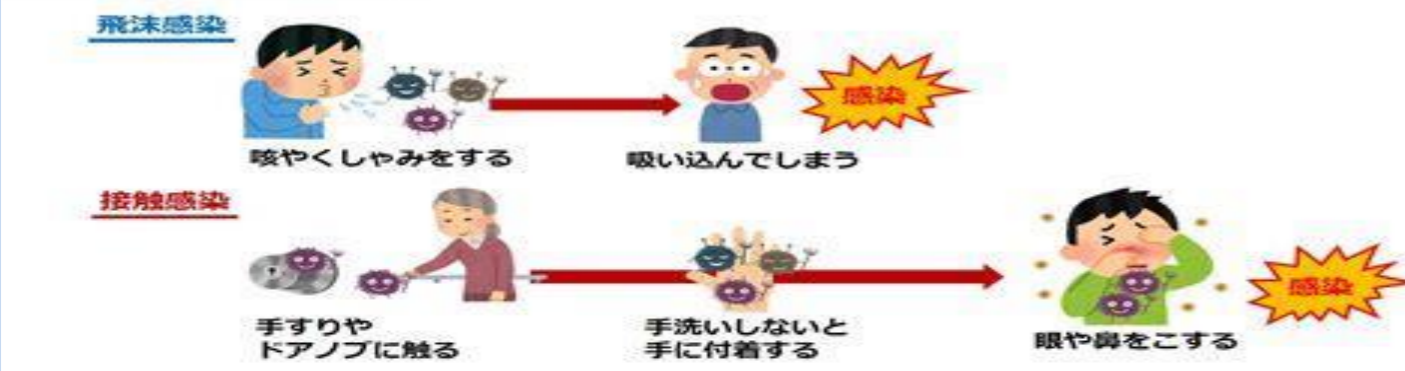 飛沫感染
感染
咳やくしゃみをする
吸い込んでしまう
接触感染
感染
手すりや
ドアノブに触る
手洗いしないと
手に付着する
眼や鼻をこする